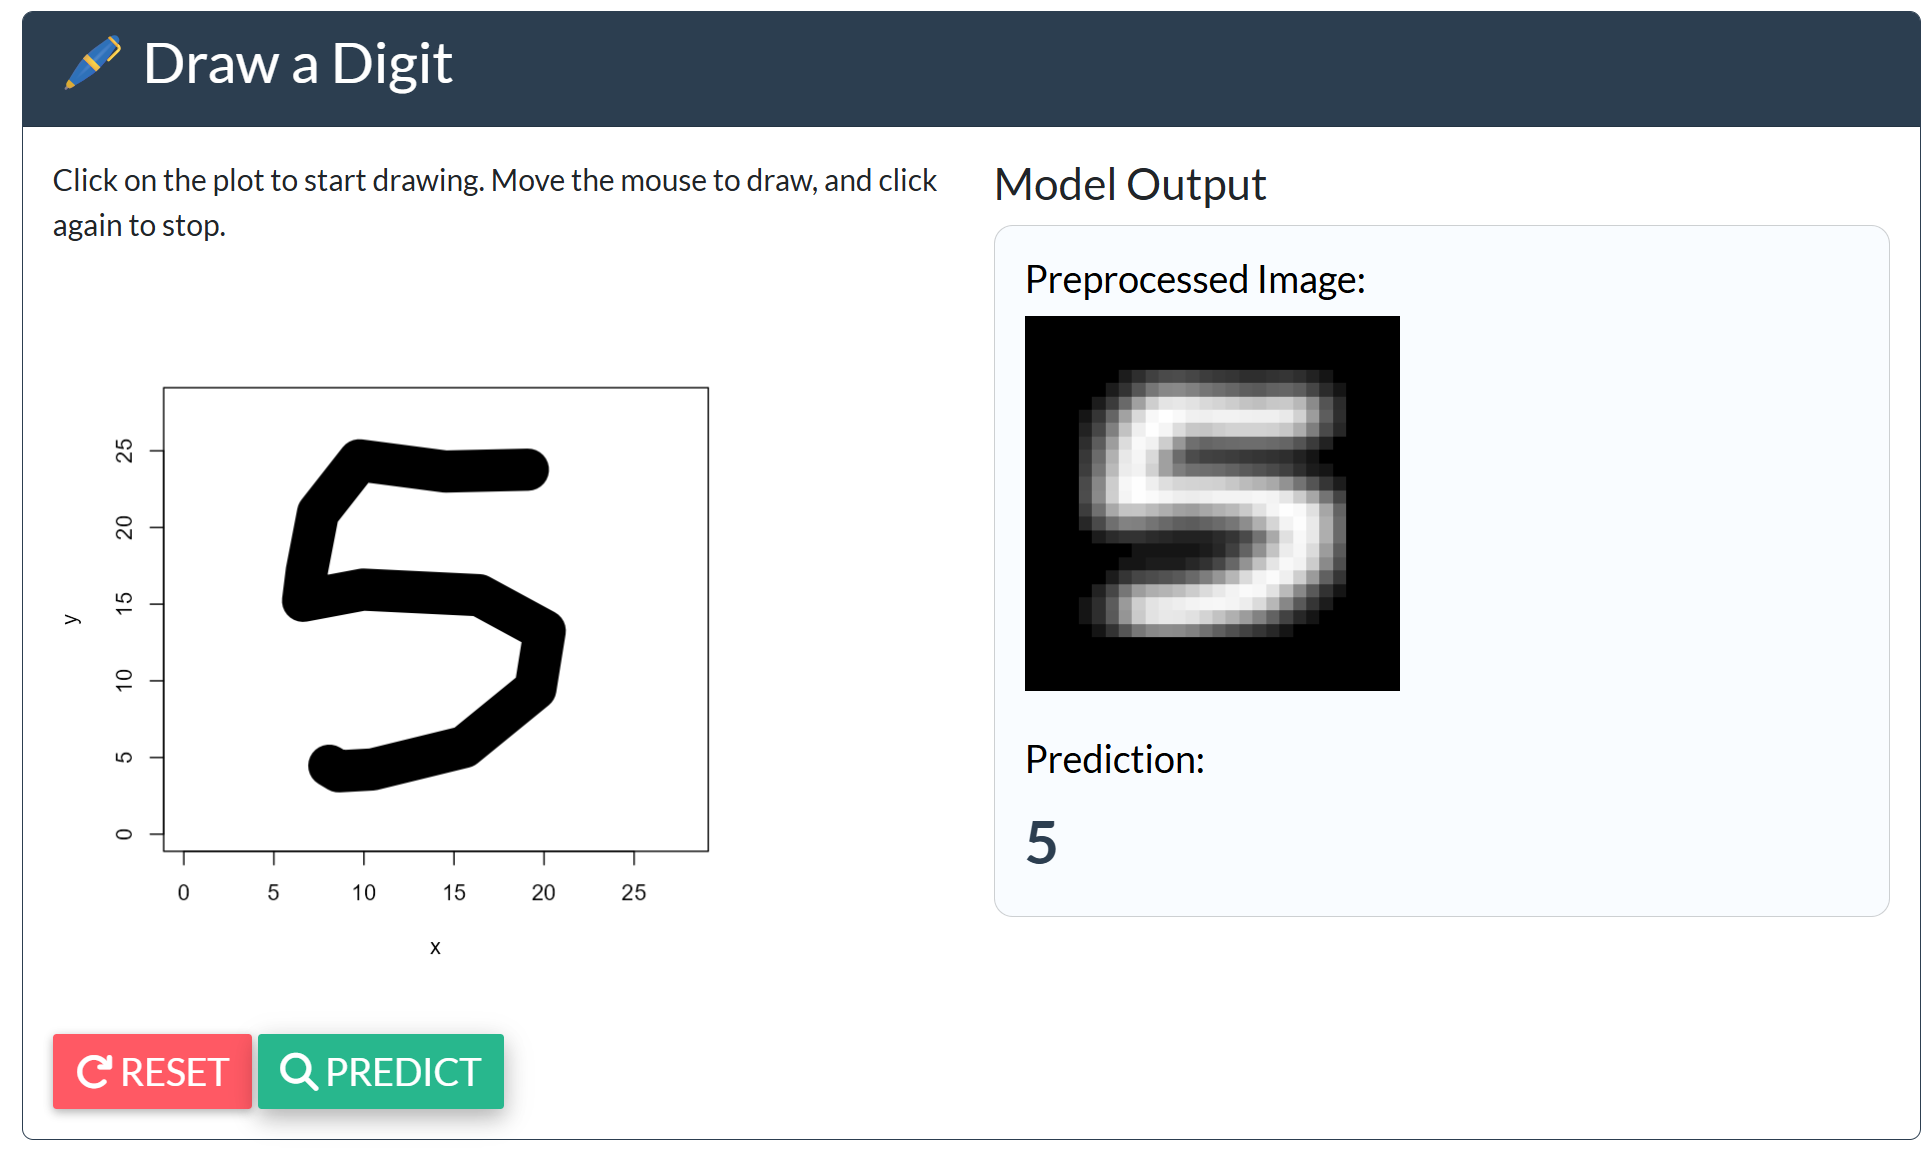 Draw a Digit
Click on the plot to start drawing. Move the mouse to draw, and click
again to stop.
25
20
15
10
5
0
y
5
0 5 10 15 20 25
x
RESET PREDICT
Model Output
Preprocessed Image:
5
Prediction:
5